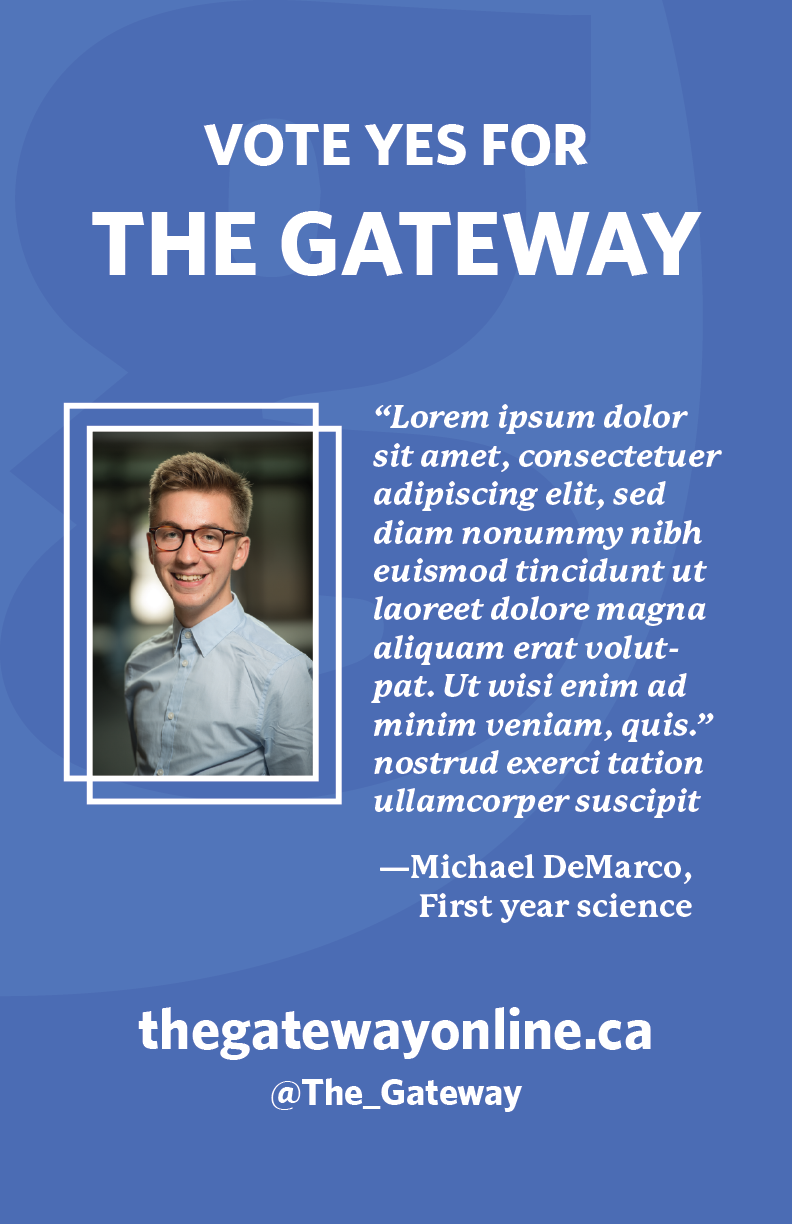 VOTE YES FOR
THE GATEWAY
“Lorem ipsum dolor
sit amet, consectetuer
adipiscing elit, sed
diam nonummy nibh
euismod tincidunt ut
laoreet dolore magna
aliquam erat volut-
pat. Ut wisi enim ad
minim veniam, quis.”
nostrud exerci tation
ullamcorper suscipit
—Michael DeMarco,
First year science
thegatewayonline.ca
@The_Gateway